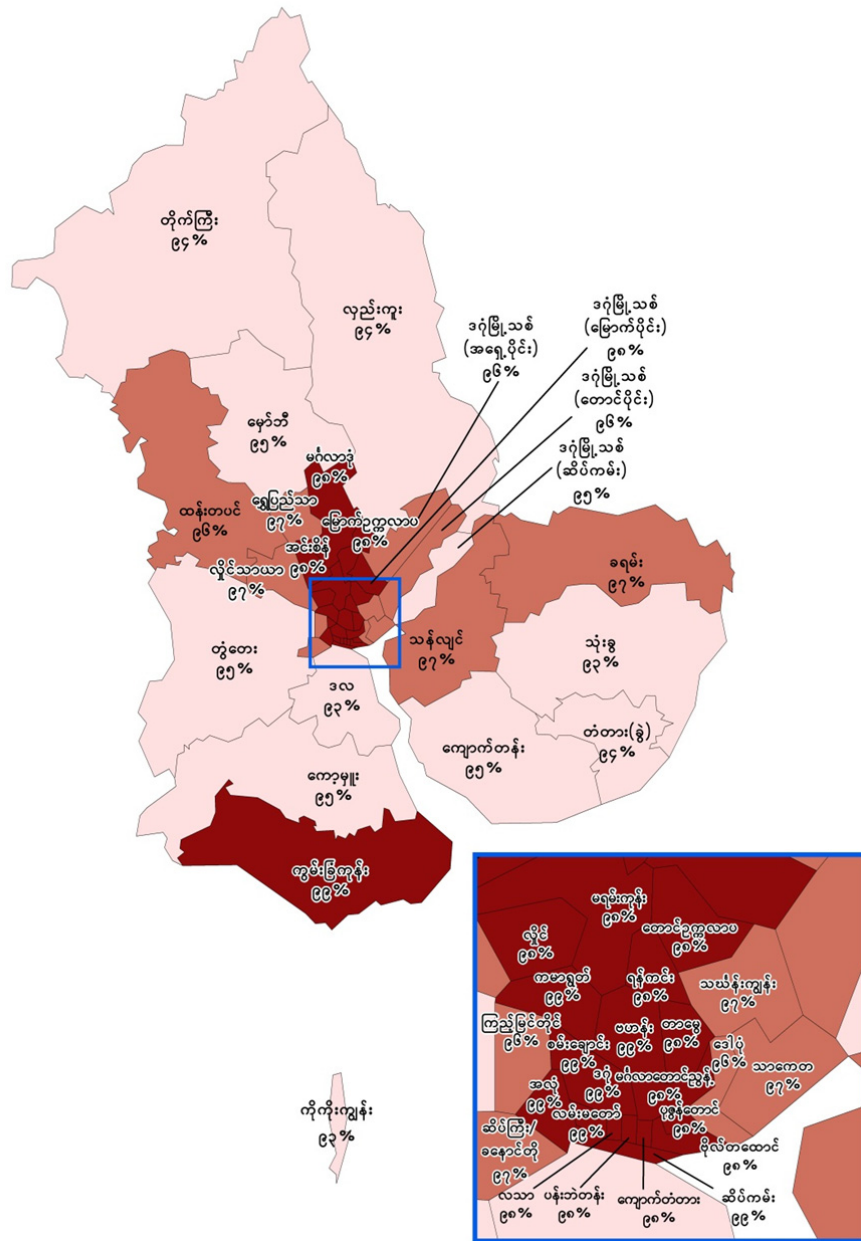 တိုက်ကြီး
၉၄%
လှည်းကူး
၉၄%
ဒဂုံမြို့သစ်
(အရှေ့ပိုင်း)
၉၆%
ဒဂုံမြို့သစ်
(မြောက်ပိုင်း)
၉၈%
ဒဂုံမြို့သစ်
(တောင်ပိုင်း)
၉၆%
ဒဂုံမြို့သစ်
(ဆိပ်ကမ်း)
၉၅%
မှော်ဘီ
၉၅%
မင်္ဂလာဒုံ
၉၈%
ရွှေပြည်သာ
၉၇%
မြောက်ဥက္ကလာပ
၉၈%
ထန်းတပင်
၉၆%
အင်းစိန်
၉၈%
လှိုင်သာယာ
၉၇%
ခရမ်း
၉၇%
သန်လျင်
၉၇%
သုံးခွ
၉၃%
တွံတေး
၉၅%
ဒလ
၉၃%
တံတား(ခွဲ)
၉၄%
ကျောက်တန်း
၉၅%
ကော့မှူး
၉၅%
ကွမ်းခြံကုန်း
၉၉%
ကိုကိုးကျွန်း
၉၃%
မရမ်းကုန်း
၉၈%
လှိုင်
၉၈%
တောင်ဥက္ကလာပ
၉၈%
ကမာရွတ်
၉၉%
ရန်ကင်း
၉၈%
သင်္ဃန်းကျွန်း
၉၇%
ကြည့်မြင်တိုင်
၉၆%
စမ်းချောင်း
၉၉%
ဗဟန်း
၉၉%
တာမွေ
၉၈%
ဒေါပုံ
၉၆%
သာကေတ
၉၇%
အလုံ
၉၉%
ဒဂုံ
၉၉%
မင်္ဂလာတောင်ညွန့်
၉၈%
လမ်းမတော်
၉၉%
ပုဇွန်တောင်
၉၈%
ဆိပ်ကြီး/
ခနောင်တို
၉၇%
ဗိုလ်တထောင်
၉၈%
လသာ
၉၈%
ပန်းဘဲတန်း
၉၈%
ကျောက်တံတား
၉၈%
ဆိပ်ကမ်း
၉၉%